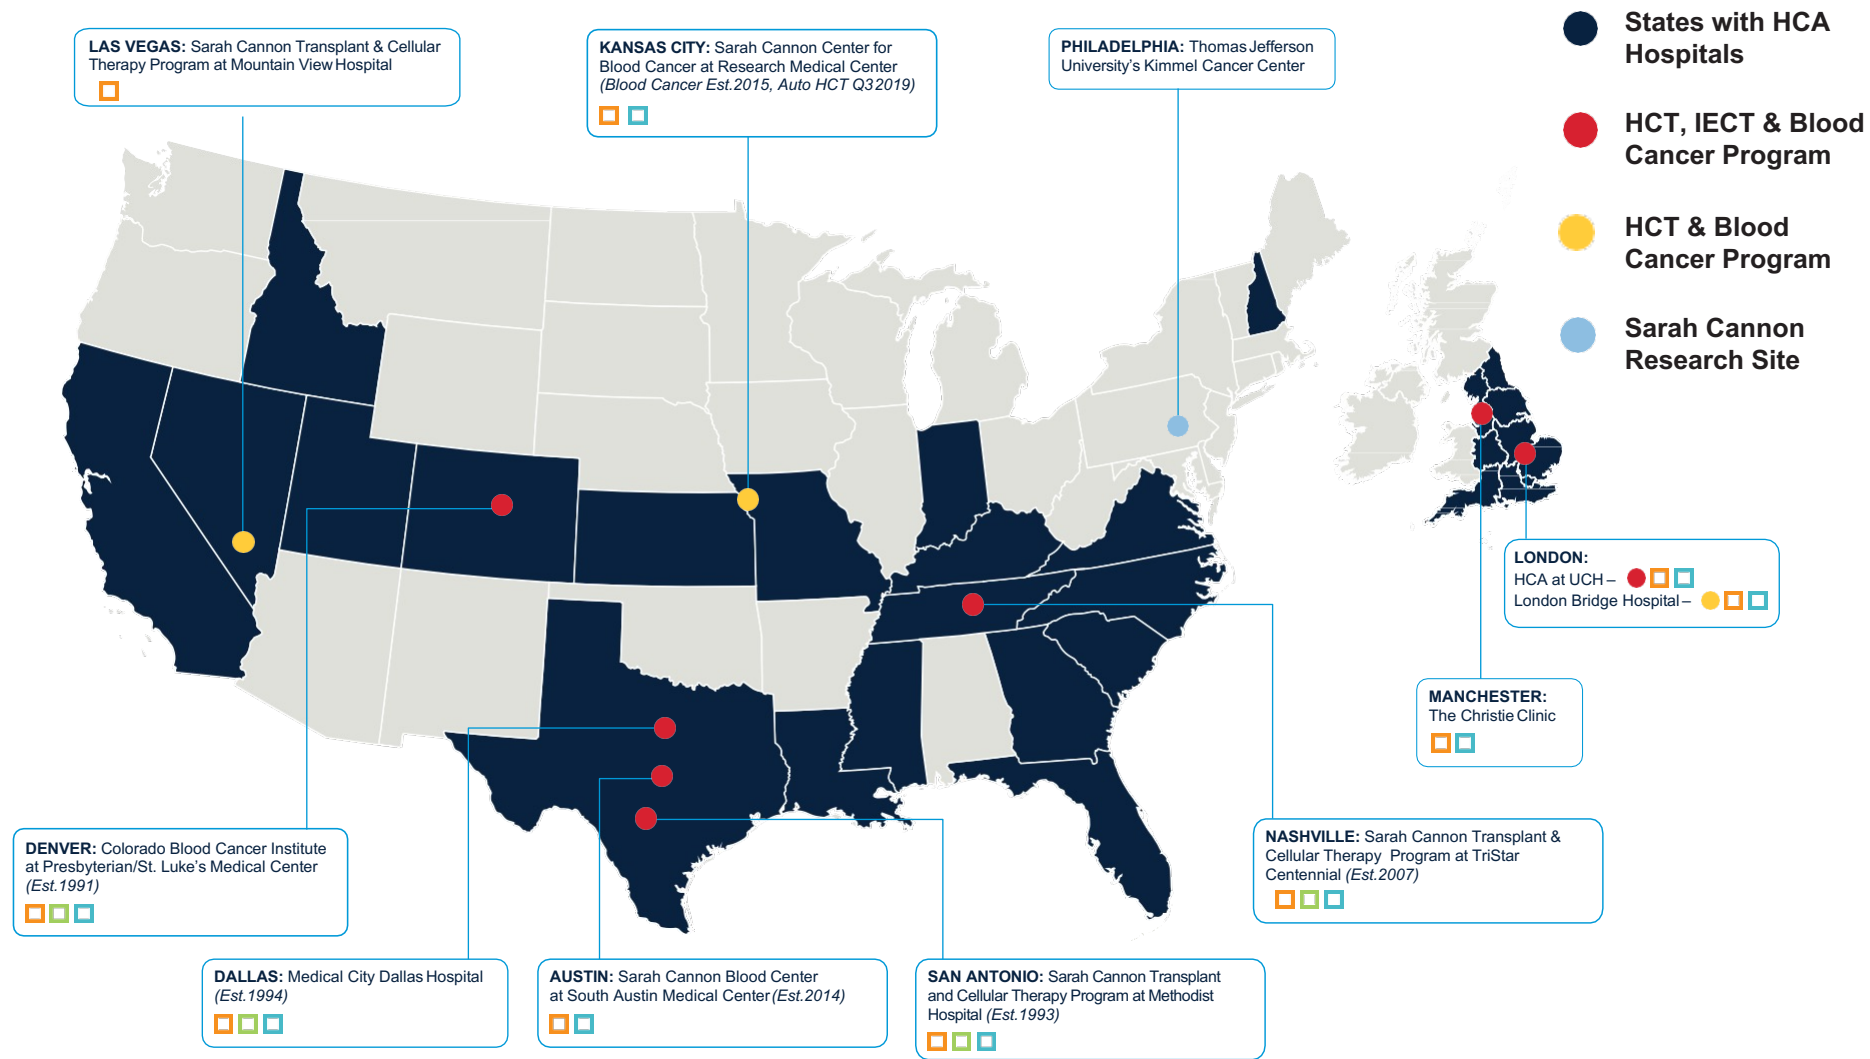 LAS VEGAS: Sarah Cannon Transplant & Cellular
Therapy Program at Mountain View Hospital
KANSAS CITY: Sarah Cannon Center for
Blood Cancer at Research Medical Center
(Blood Cancer Est.2015, Auto HCT Q3 2019)
PHILADELPHIA: Thomas Jefferson
University's Kimmel Cancer Center
States with HCA
Hospitals
HCT, IECT & Blood
Cancer Program
HCT & Blood
Cancer Program
Sarah Cannon
Research Site
LONDON:
HCA at UCH –
London Bridge Hospital –
MANCHESTER:
The Christie Clinic
DENVER: Colorado Blood Cancer Institute
at Presbyterian/St. Luke's Medical Center
(Est.1991)
NASHVILLE: Sarah Cannon Transplant &
Cellular Therapy Program at TriStar
Centennial (Est.2007)
DALLAS: Medical City Dallas Hospital
(Est.1994)
AUSTIN: Sarah Cannon Blood Center
at South Austin Medical Center (Est.2014)
SAN ANTONIO: Sarah Cannon Transplant
and Cellular Therapy Program at Methodist
Hospital (Est.1993)